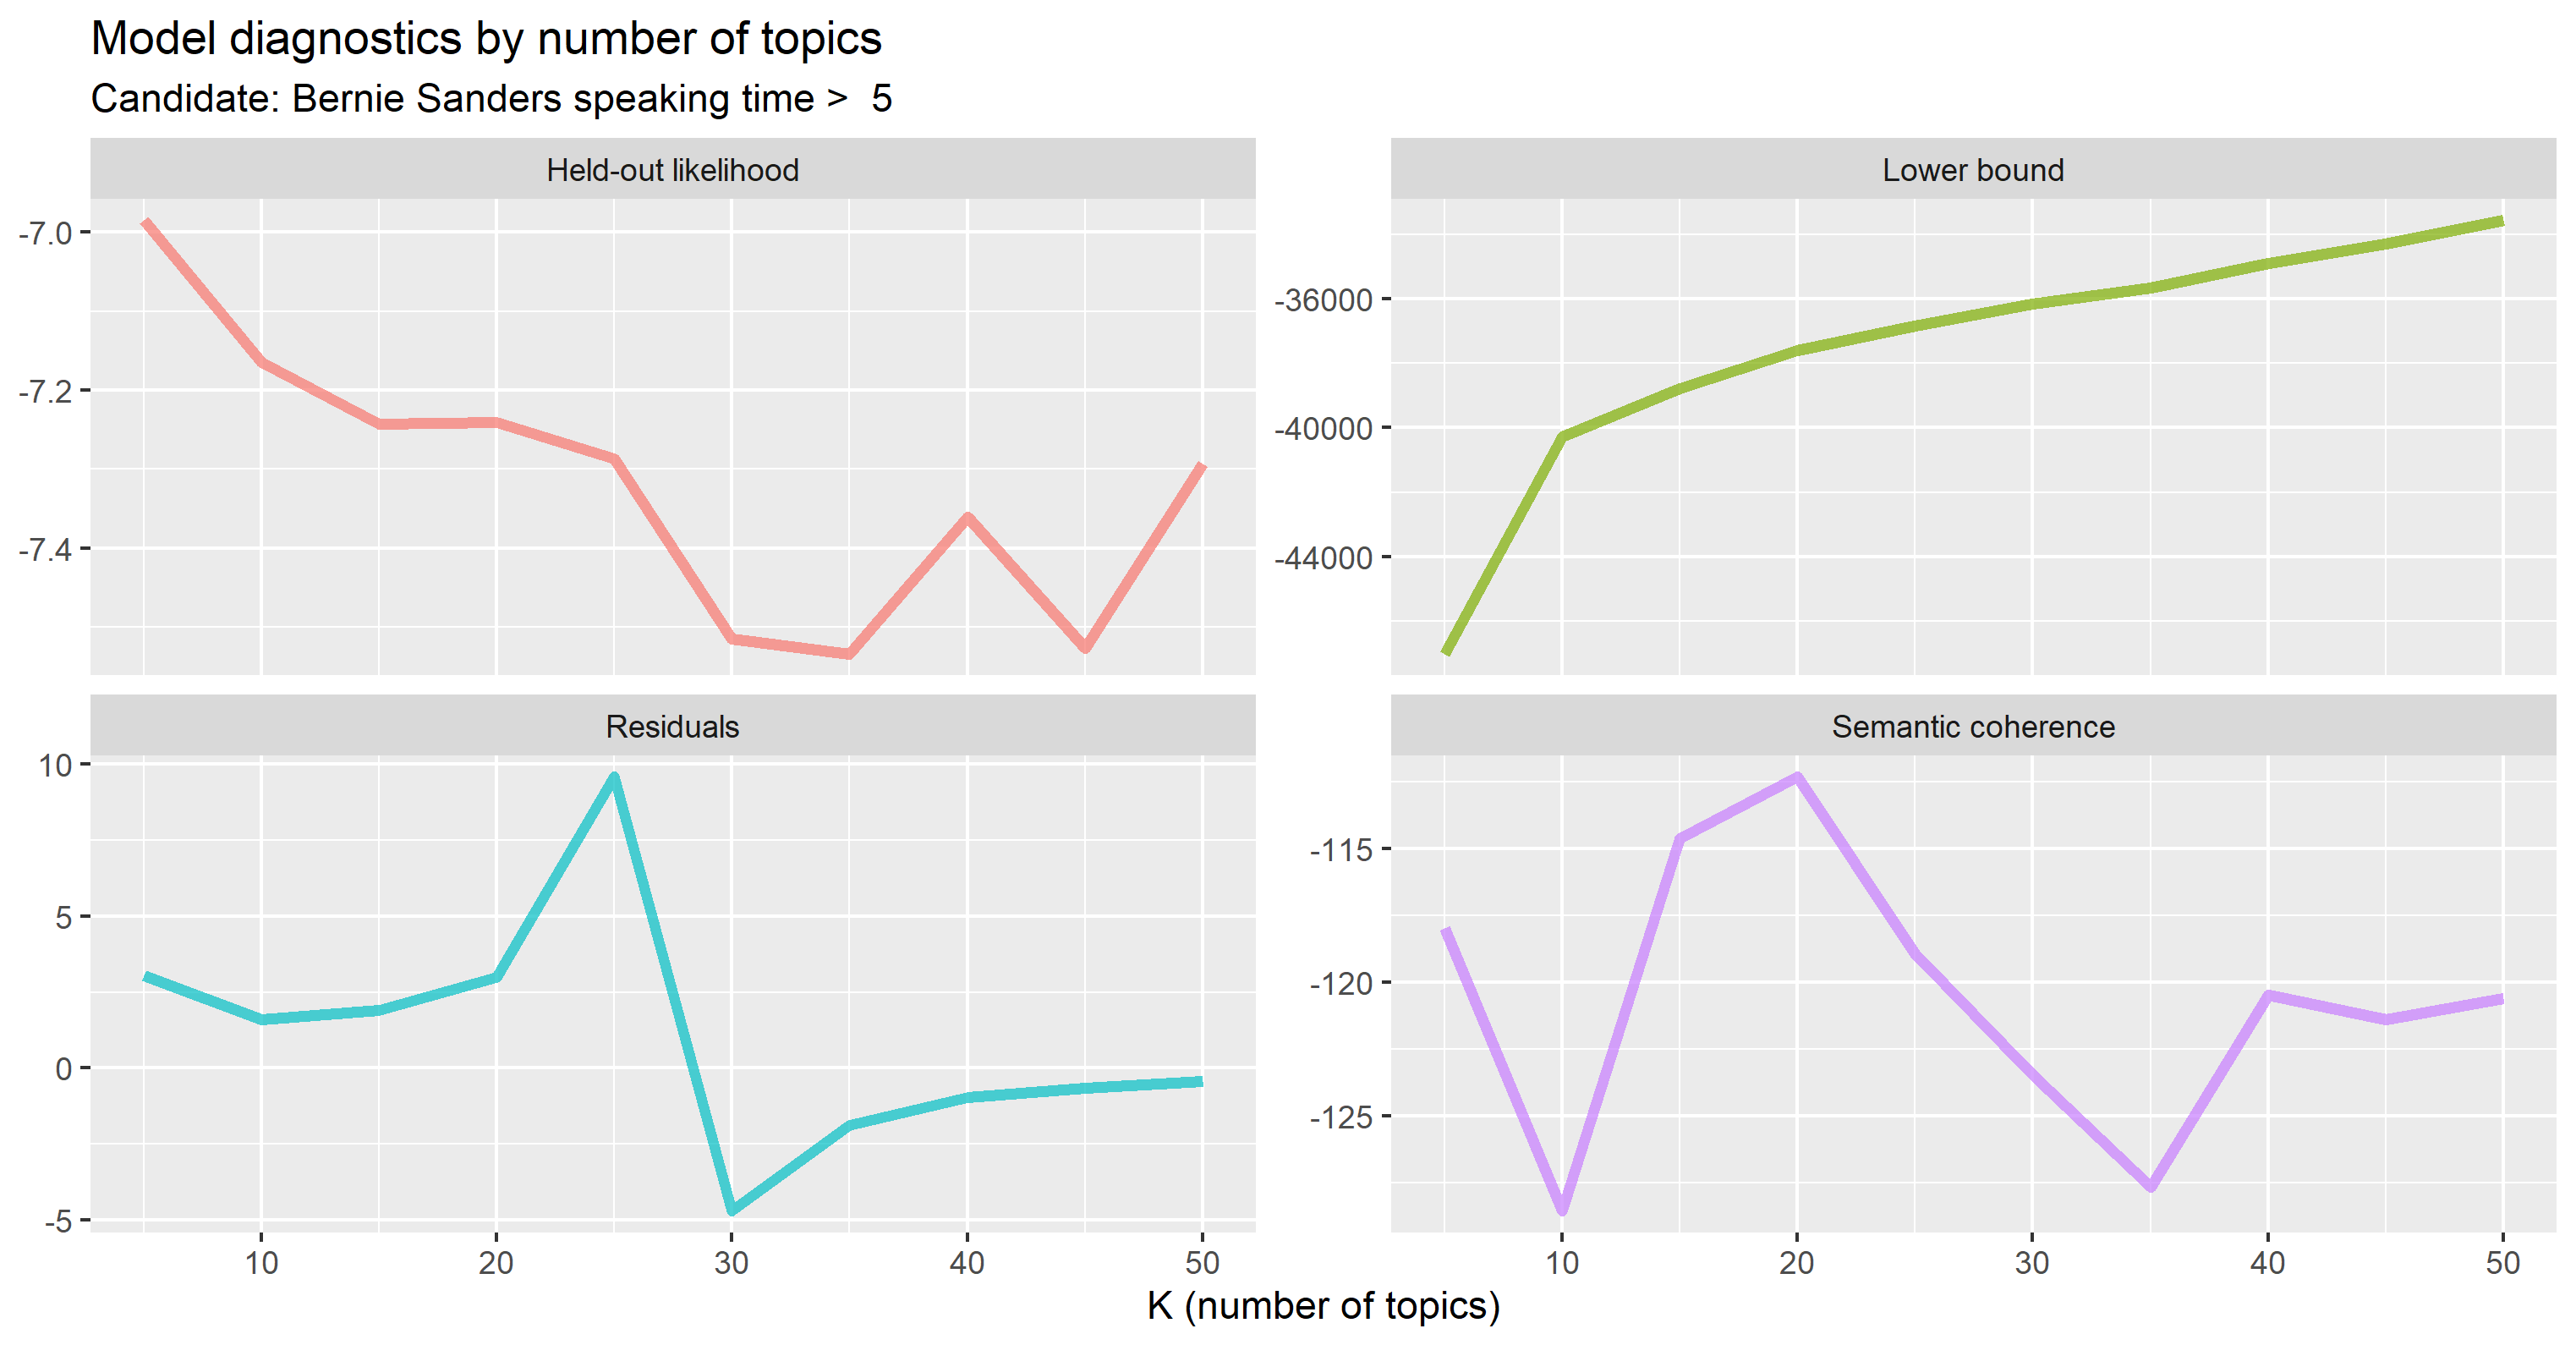 Model diagnostics by number of topics
Candidate: Bernie Sanders speaking time >  5
Held-out likelihood
-7.0
-7.2
-7.4
Lower bound
-36000
-40000
-44000
Residuals
10
5
0
-5
10 20 30 40 50
Semantic coherence
-115
-120
-125
10 20 30 40 50
K (number of topics)